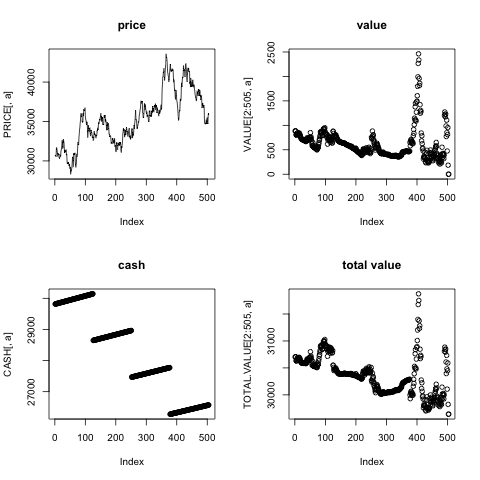 price
value
PRICE[, a]
30000 35000 40000
0 100 200 300 400 500
Index
VALUE[2:505, a]
0 500 1500 2500
0 100 200 300 400 500
Index
cash
total value
CASH[, a]
27000 29000
0 100 200 300 400 500
Index
TOTAL.VALUE[2:505, a]
30000 31000
0 100 200 300 400 500
Index